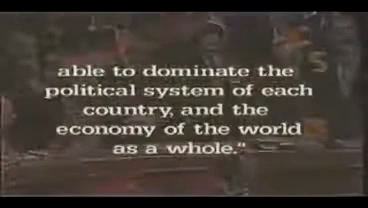 able to dominate the
political system of each
country, and the
economy of the world
as a whole."